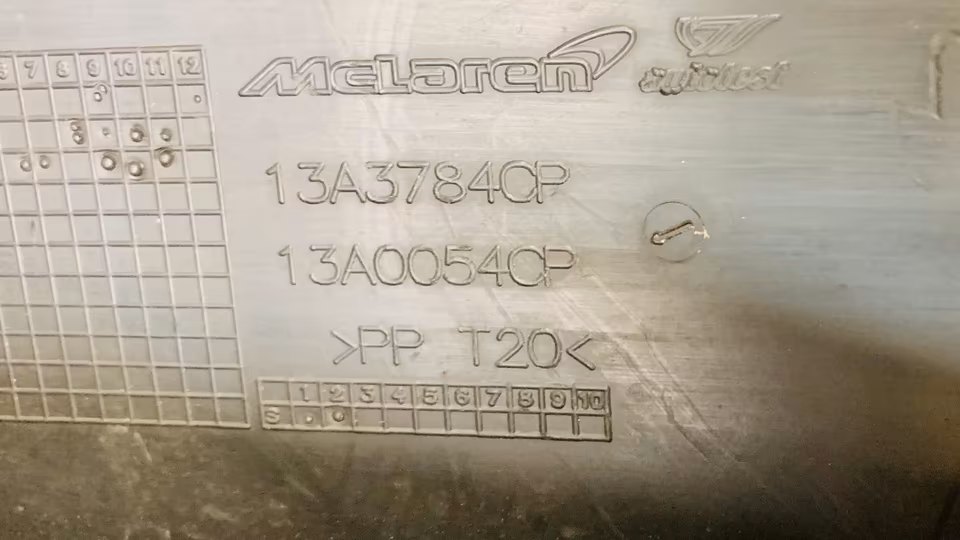 7 8 9 10 11 12
McLaren
autotest
13A3784CP
13A0054CP
>PP T20<
1 2 3 4 5 6 7 8 9 10
S